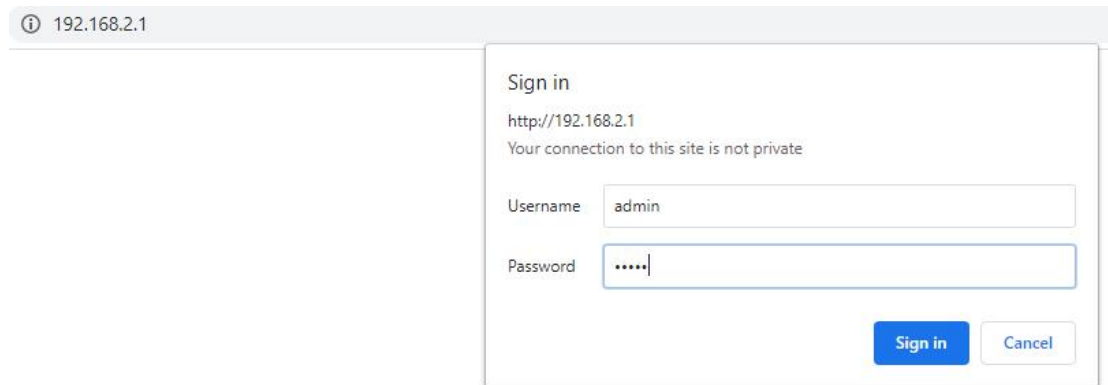 192.168.2.1
Sign in
http://192.168.2.1
Your connection to this site is not private
Username admin
Password •••••
Sign in Cancel